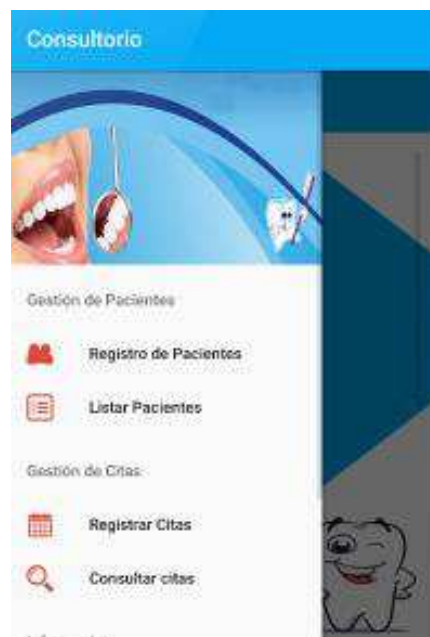 Consultorio
Gestión de Pacientes
Registro de Pacientes
Listar Pacientes
Gestión de Citas
Registrar Citas
Consultar citas